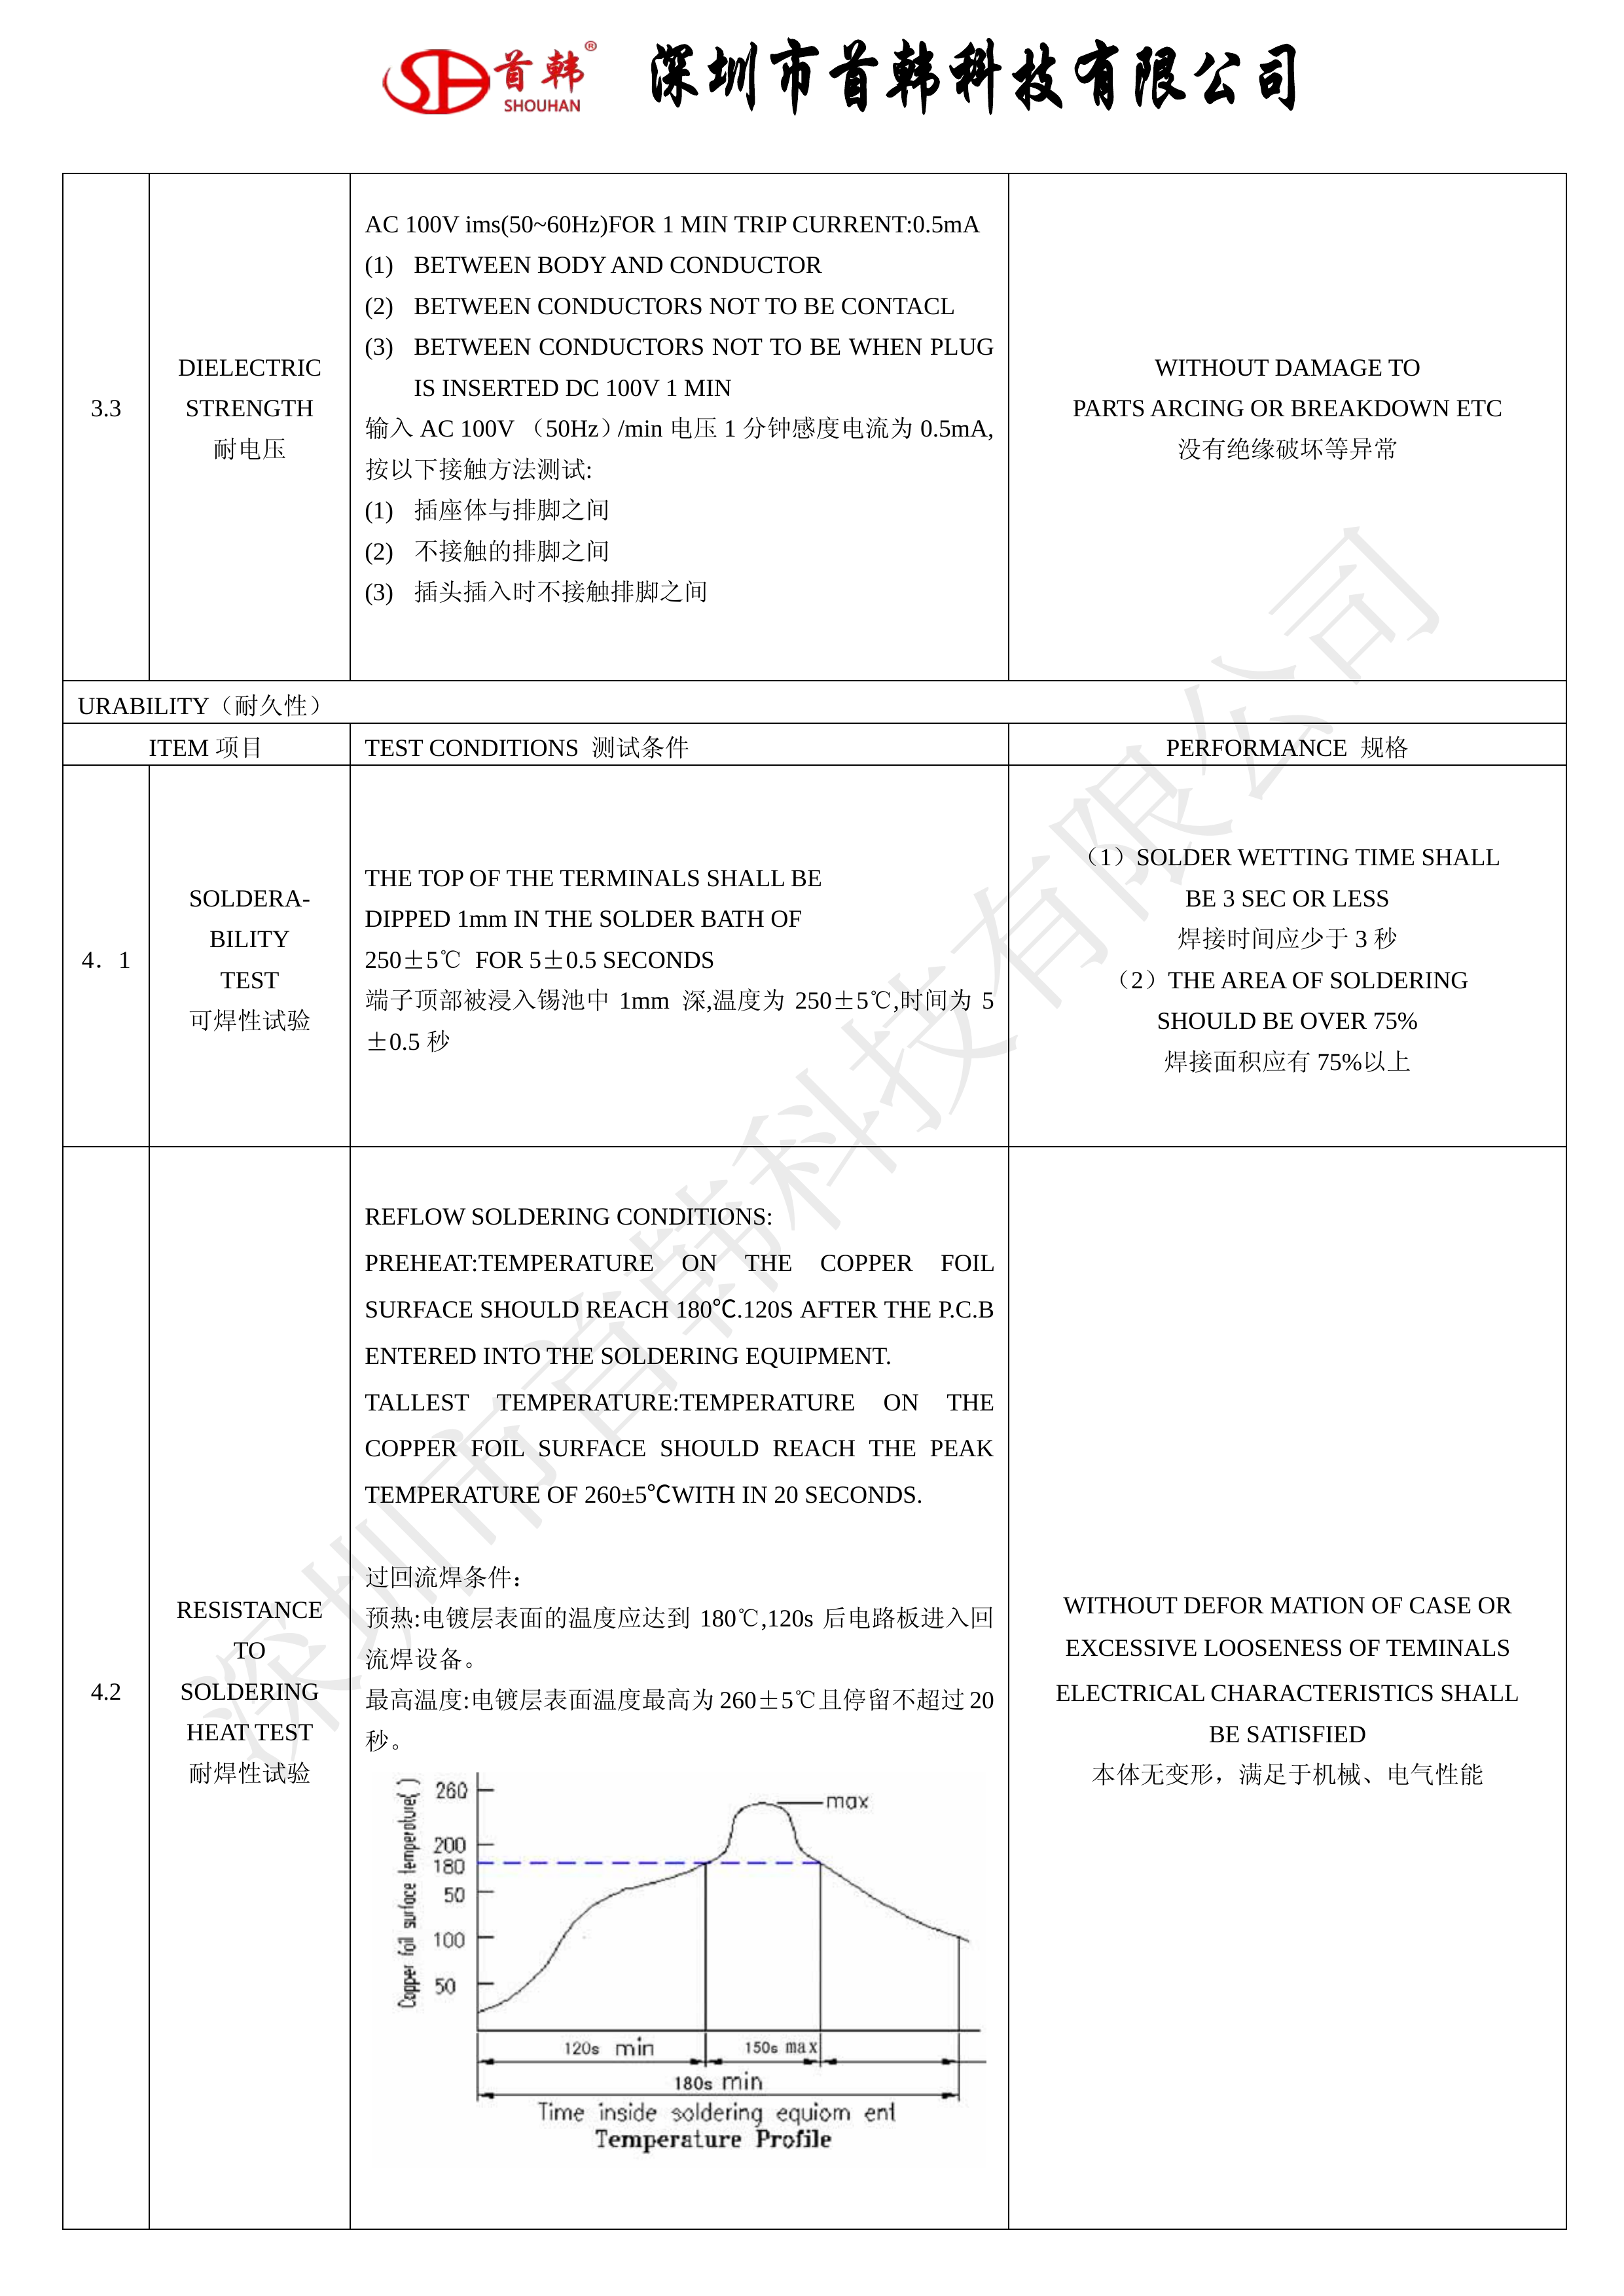 首韩®
SHOUHAN
深圳市首韩科技有限公司
3.3
DIELECTRIC
STRENGTH
耐电压
AC 100V ims(50~60Hz)FOR 1 MIN TRIP CURRENT:0.5mA
(1) BETWEEN BODY AND CONDUCTOR
(2) BETWEEN CONDUCTORS NOT TO BE CONTACL
(3) BETWEEN CONDUCTORS NOT TO BE WHEN PLUG
IS INSERTED DC 100V 1 MIN
输入 AC 100V （50Hz）/min 电压 1 分钟感度电流为 0.5mA,
按以下接触方法测试:
(1) 插座体与排脚之间
(2) 不接触的排脚之间
(3) 插头插入时不接触排脚之间
WITHOUT DAMAGE TO
PARTS ARCING OR BREAKDOWN ETC
没有绝缘破坏等异常
URABILITY（耐久性）
ITEM 项目
TEST CONDITIONS 测试条件
PERFORMANCE 规格
4．1
SOLDERA-
BILITY
TEST
可焊性试验
THE TOP OF THE TERMINALS SHALL BE
DIPPED 1mm IN THE SOLDER BATH OF
250±5℃ FOR 5±0.5 SECONDS
端子顶部被浸入锡池中 1mm 深,温度为 250±5℃,时间为 5
±0.5 秒
（1）SOLDER WETTING TIME SHALL
BE 3 SEC OR LESS
焊接时间应少于 3 秒
（2）THE AREA OF SOLDERING
SHOULD BE OVER 75%
焊接面积应有 75%以上
4.2
RESISTANCE
TO
SOLDERING
HEAT TEST
耐焊性试验
REFLOW SOLDERING CONDITIONS:
PREHEAT:TEMPERATURE ON THE COPPER FOIL
SURFACE SHOULD REACH 180℃.120S AFTER THE P.C.B
ENTERED INTO THE SOLDERING EQUIPMENT.
TALLEST TEMPERATURE:TEMPERATURE ON THE
COPPER FOIL SURFACE SHOULD REACH THE PEAK
TEMPERATURE OF 260±5℃WITH IN 20 SECONDS.
过回流焊条件：
预热:电镀层表面的温度应达到 180℃,120s 后电路板进入回
流焊设备。
最高温度:电镀层表面温度最高为 260±5℃且停留不超过 20
秒。
Copper foil surface temperature( )
260
200
180
50
100
50
max
120s min
150s max
180s min
Time inside soldering equiom ent
Temperature Profile
WITHOUT DEFOR MATION OF CASE OR
EXCESSIVE LOOSENESS OF TEMINALS
ELECTRICAL CHARACTERISTICS SHALL
BE SATISFIED
本体无变形，满足于机械、电气性能
深圳市首韩科技有限公司